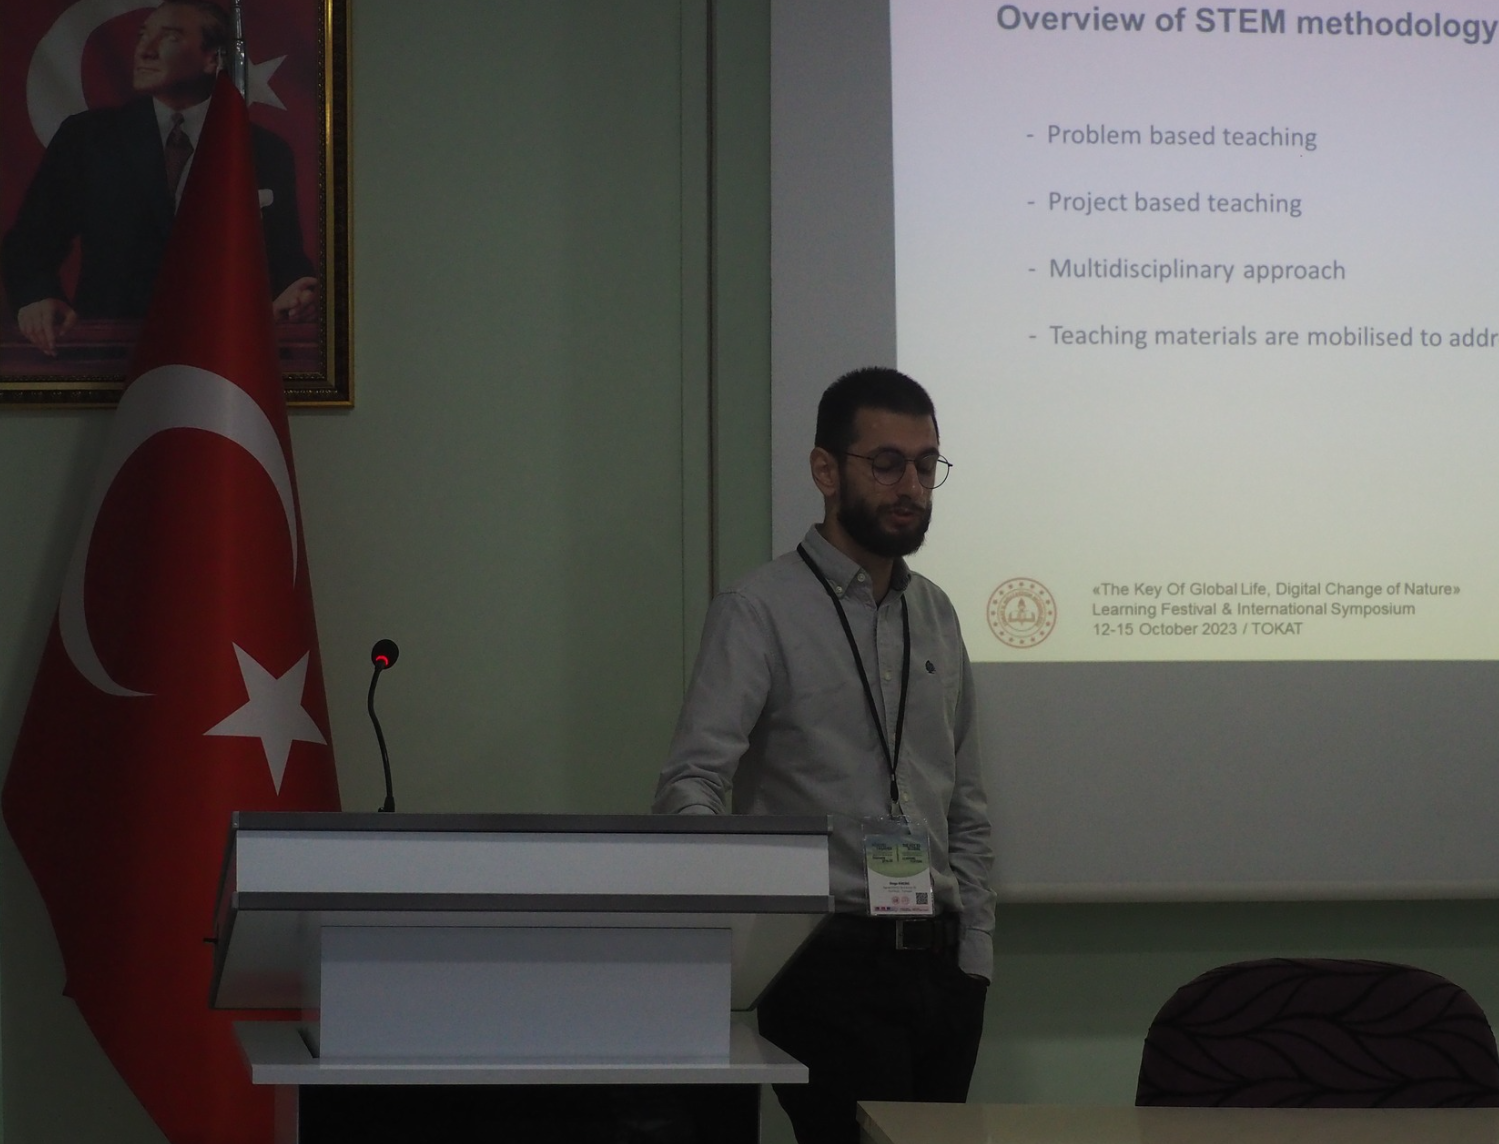 Overview of STEM methodology
- Problem based teaching
- Project based teaching
- Multidisciplinary approach
- Teaching materials are mobilised to addr
«The Key Of Global Life, Digital Change of Nature»
Learning Festival & International Symposium
12-15 October 2023 / TOKAT